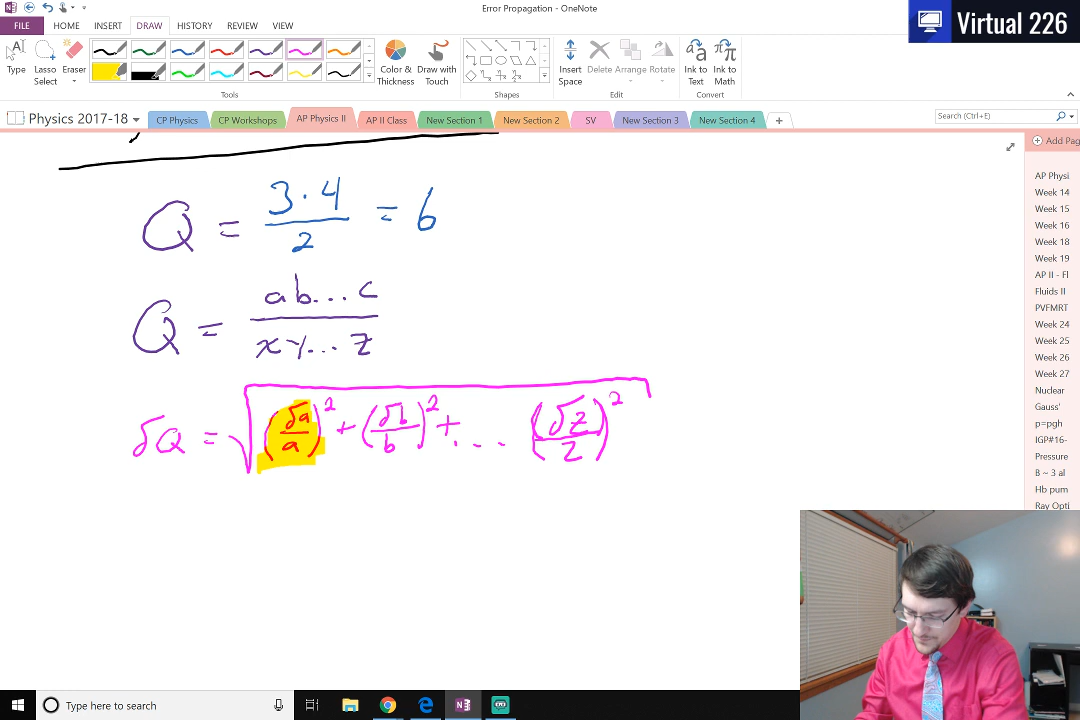 Error Propagation - OneNote
Virtual 226
FILE HOME INSERT DRAW HISTORY REVIEW VIEW
Type Lasso Select Eraser Color & Thickness Draw with Touch Insert Space Delete Arrange Rotate Ink to Text Ink to Math
Tools Shapes Edit Convert
Physics 2017-18 CP Physics CP Workshops AP Physics II AP II Class New Section 1 New Section 2 SV New Section 3 New Section 4 + Search (Ctrl+E)
Add Pag
AP Physi
Week 14
Week 15
Week 16
Week 18
Week 19
AP II - Fl
Fluids II
PVFMRT
Week 24
Week 25
Week 26
Week 27
Nuclear
Gauss'
p=pgh
IGP#16-
Pressure
B ~ 3 al
Hb pum
Ray Opti
Q = 3·4 / 2 = 6
Q = ab...c / xy...z
δQ = √((δa/a)² + (δb/b)² + ... (δz/z)²)
Type here to search